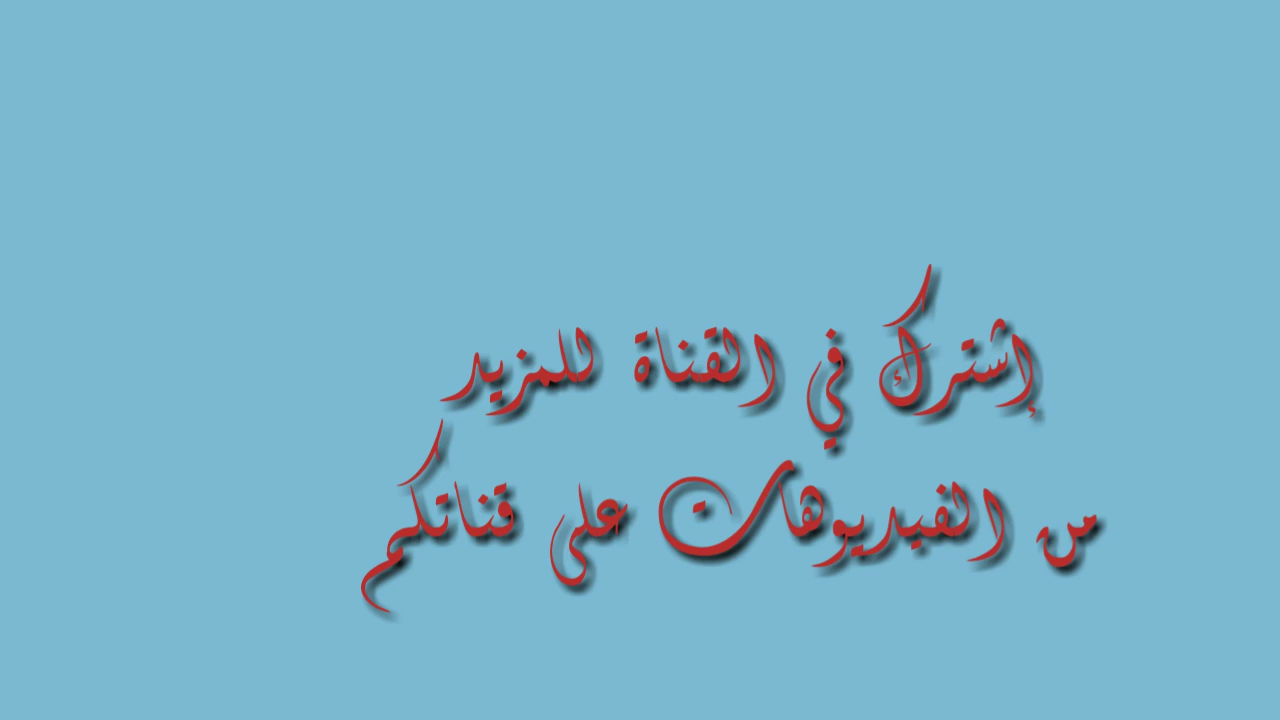 إشترك في القناة للمزيد
من الفيديوهات على قناتكم